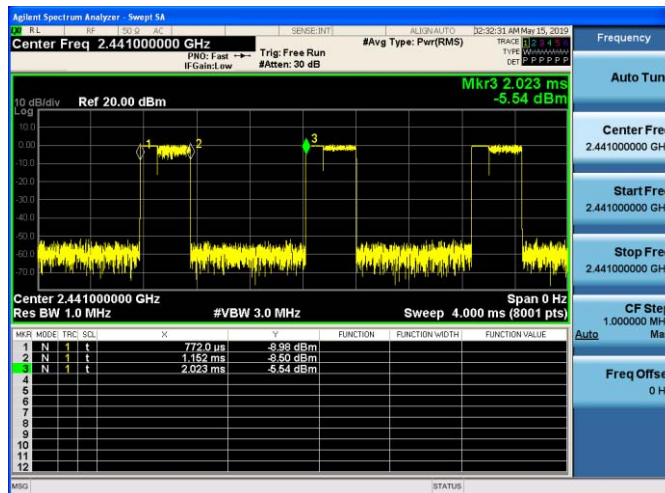 Agilent Spectrum Analyzer - Swept SA
RL RF 50 Ω AC SENSE:INT ALIGN AUTO 02:32:31 AM May 15, 2019
Center Freq 2.441000000 GHz
PNO: Fast
IFGain:Low
Trig: Free Run
#Atten: 30 dB
#Avg Type: Pwr(RMS)
TRACE 1 2 3 4 5 6
TYPE
DET P P P P P P
Mkr3 2.023 ms
-5.54 dBm
10 dB/div Ref 20.00 dBm
Log
10.0
0.00
-10.0
-20.0
-30.0
-40.0
-50.0
-60.0
-70.0
1
2
3
Center 2.441000000 GHz Span 0 Hz
Res BW 1.0 MHz #VBW 3.0 MHz Sweep 4.000 ms (8001 pts)
MKR MODE TRC SCL X Y FUNCTION FUNCTION WIDTH FUNCTION VALUE
1 N 1 t 772.0 µs -8.98 dBm
2 N 1 t 1.152 ms -8.50 dBm
3 N 1 t 2.023 ms -5.54 dBm
4
5
6
7
8
9
10
11
12
MSG STATUS
Frequency
Auto Tun
Center Fre
2.441000000 GH
Start Fre
2.441000000 GH
Stop Fre
2.441000000 GH
CF Step
1.000000 MH
Auto Ma
Freq Offse
0 H